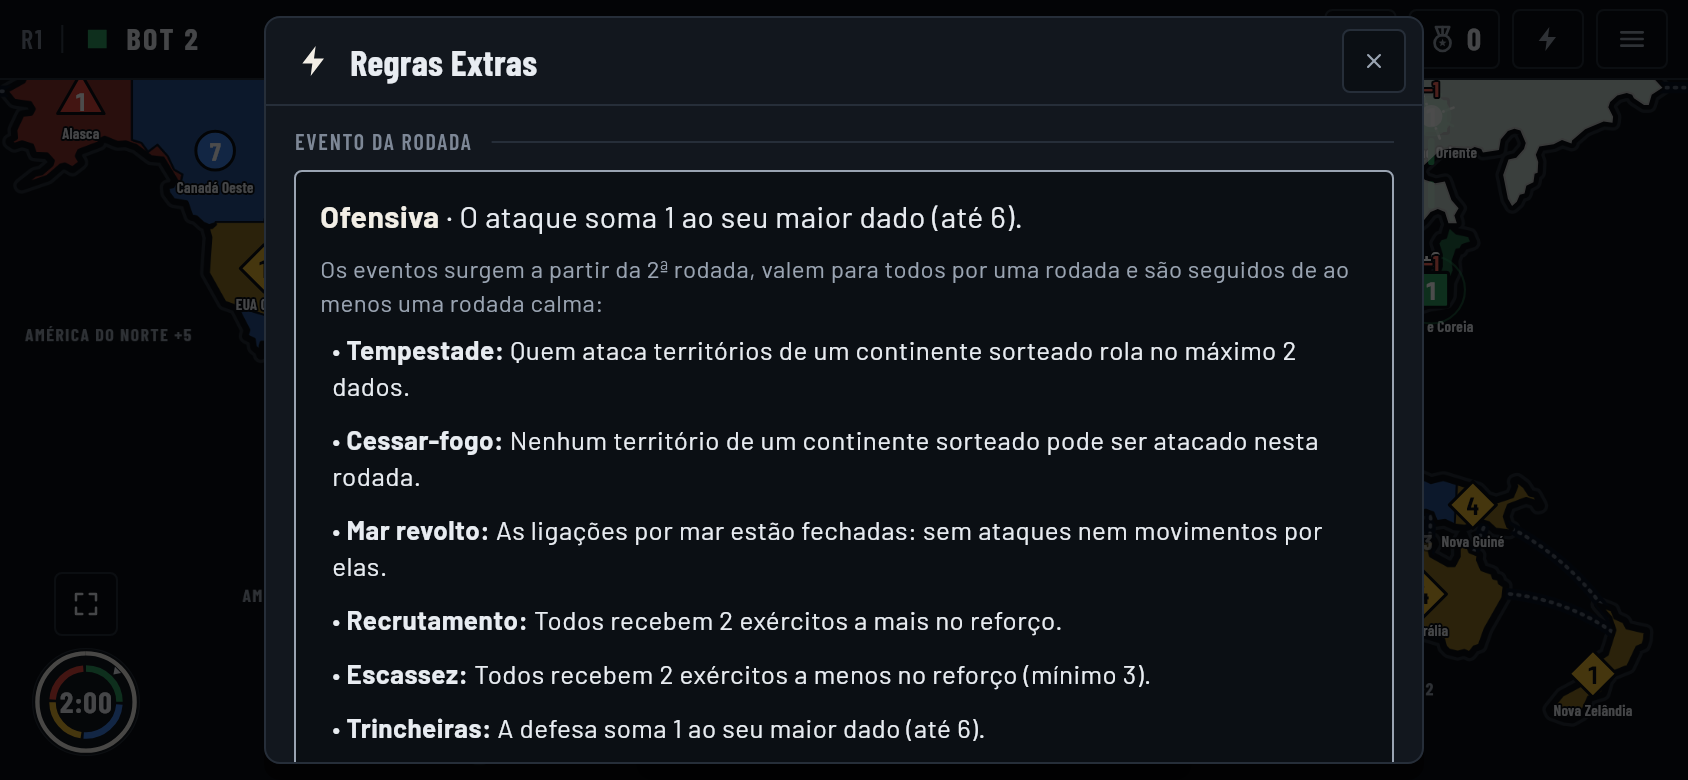 R1
BOT 2
Regras Extras
0
EVENTO DA RODADA
Ofensiva · O ataque soma 1 ao seu maior dado (até 6).
Os eventos surgem a partir da 2ª rodada, valem para todos por uma rodada e são seguidos de ao
menos uma rodada calma:
• Tempestade: Quem ataca territórios de um continente sorteado rola no máximo 2
dados.
• Cessar-fogo: Nenhum território de um continente sorteado pode ser atacado nesta
rodada.
• Mar revolto: As ligações por mar estão fechadas: sem ataques nem movimentos por
elas.
• Recrutamento: Todos recebem 2 exércitos a mais no reforço.
• Escassez: Todos recebem 2 exércitos a menos no reforço (mínimo 3).
• Trincheiras: A defesa soma 1 ao seu maior dado (até 6).
1
Alasca
7
Canadá Oeste
EUA
AMÉRICA DO NORTE +5
AM
2:00
-1
Oriente
-1
1
e Coreia
4
Nova Guiné
3
rália
1
2
Nova Zelândia